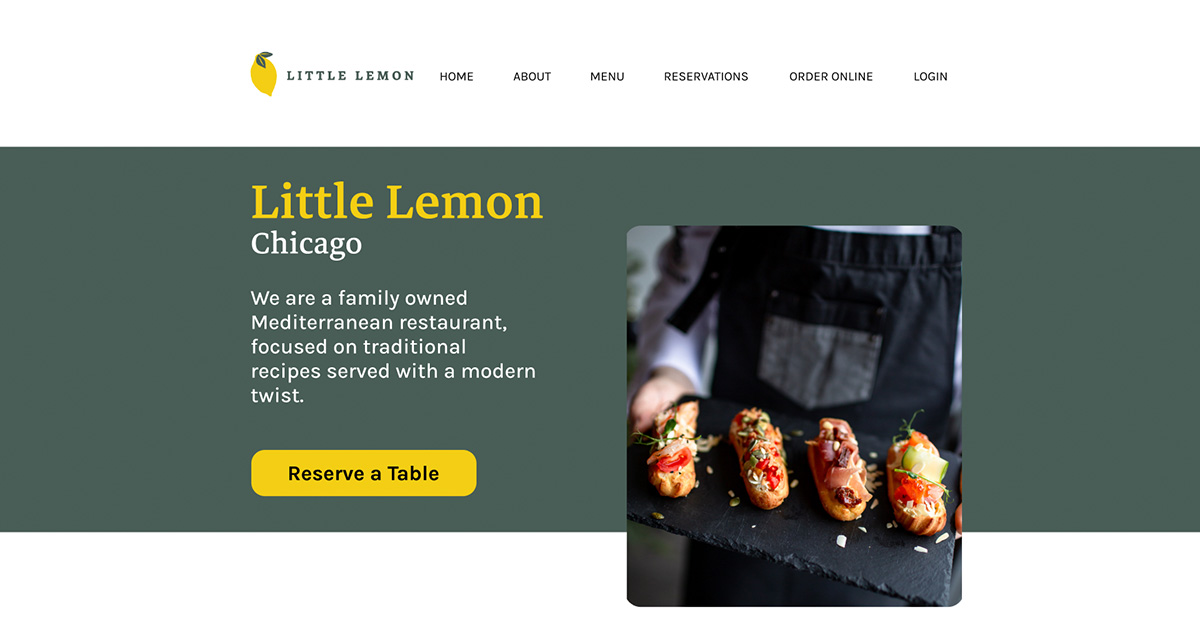 LITTLE LEMON
HOME
ABOUT
MENU
RESERVATIONS
ORDER ONLINE
LOGIN
Little Lemon
Chicago
We are a family owned
Mediterranean restaurant,
focused on traditional
recipes served with a modern
twist.
Reserve a Table